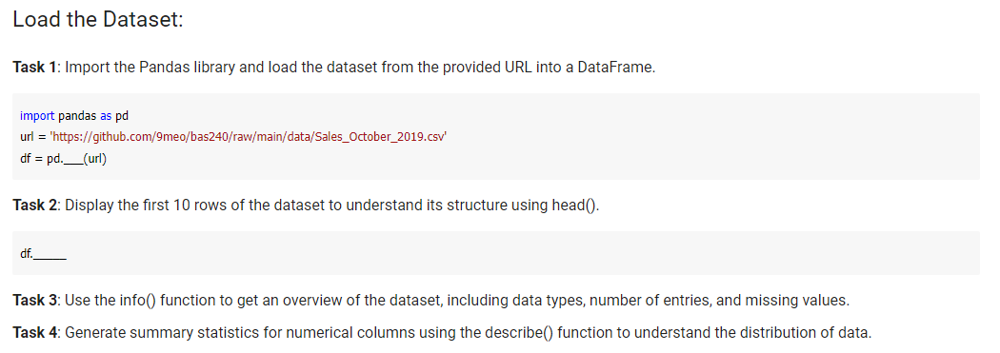 Load the Dataset:
Task 1: Import the Pandas library and load the dataset from the provided URL into a DataFrame.
import pandas as pd
url = 'https://github.com/9meo/bas240/raw/main/data/Sales_October_2019.csv'
df = pd.___(url)
Task 2: Display the first 10 rows of the dataset to understand its structure using head().
df._____
Task 3: Use the info() function to get an overview of the dataset, including data types, number of entries, and missing values.
Task 4: Generate summary statistics for numerical columns using the describe() function to understand the distribution of data.